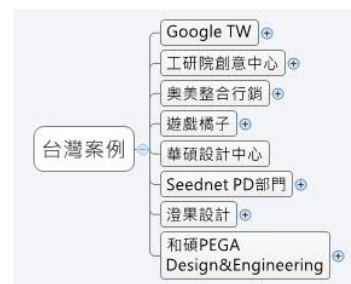 Google TW
工研院創意中心
奧美整合行銷
遊戲橘子
台灣案例
華碩設計中心
Seednet PD部門
澄果設計
和碩PEGA
Design&Engineering